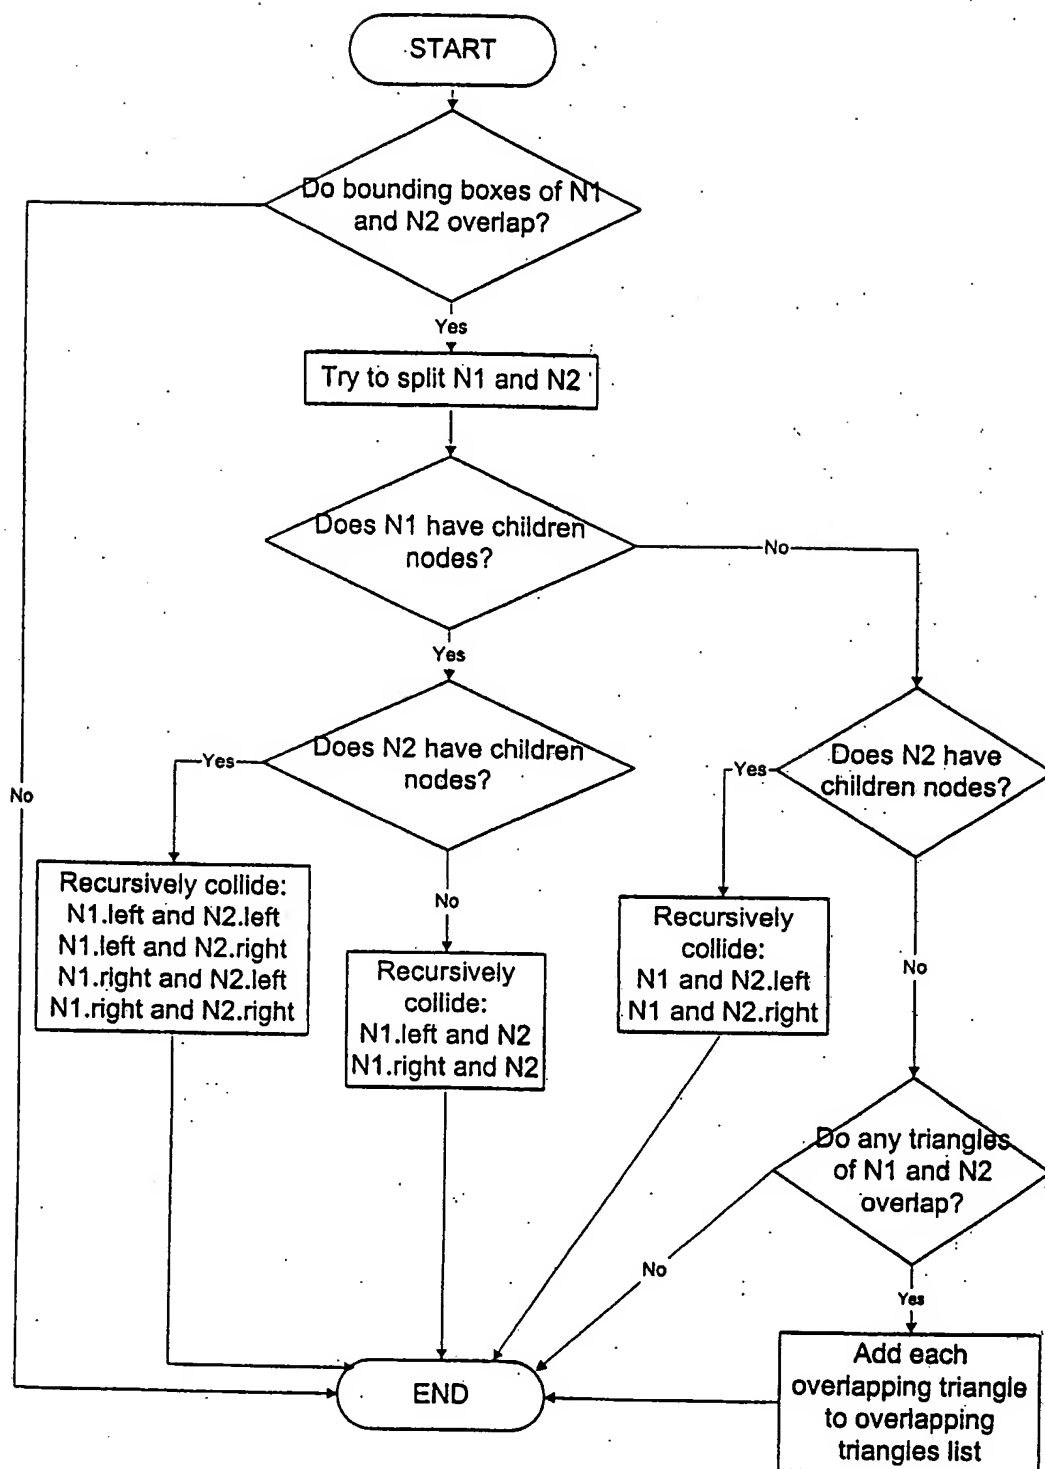 START
Do bounding boxes of N1
and N2 overlap?
Yes
Try to split N1 and N2
Does N1 have children
nodes?
No
Yes
Does N2 have children
nodes?
Yes
No
Recursively collide:
N1.left and N2.left
N1.left and N2.right
N1.right and N2.left
N1.right and N2.right
No
Recursively
collide:
N1.left and N2
N1.right and N2
Does N2 have
children nodes?
Yes
Recursively
collide:
N1 and N2.left
N1 and N2.right
No
Do any triangles
of N1 and N2
overlap?
No
Yes
Add each
overlapping triangle
to overlapping
triangles list
END